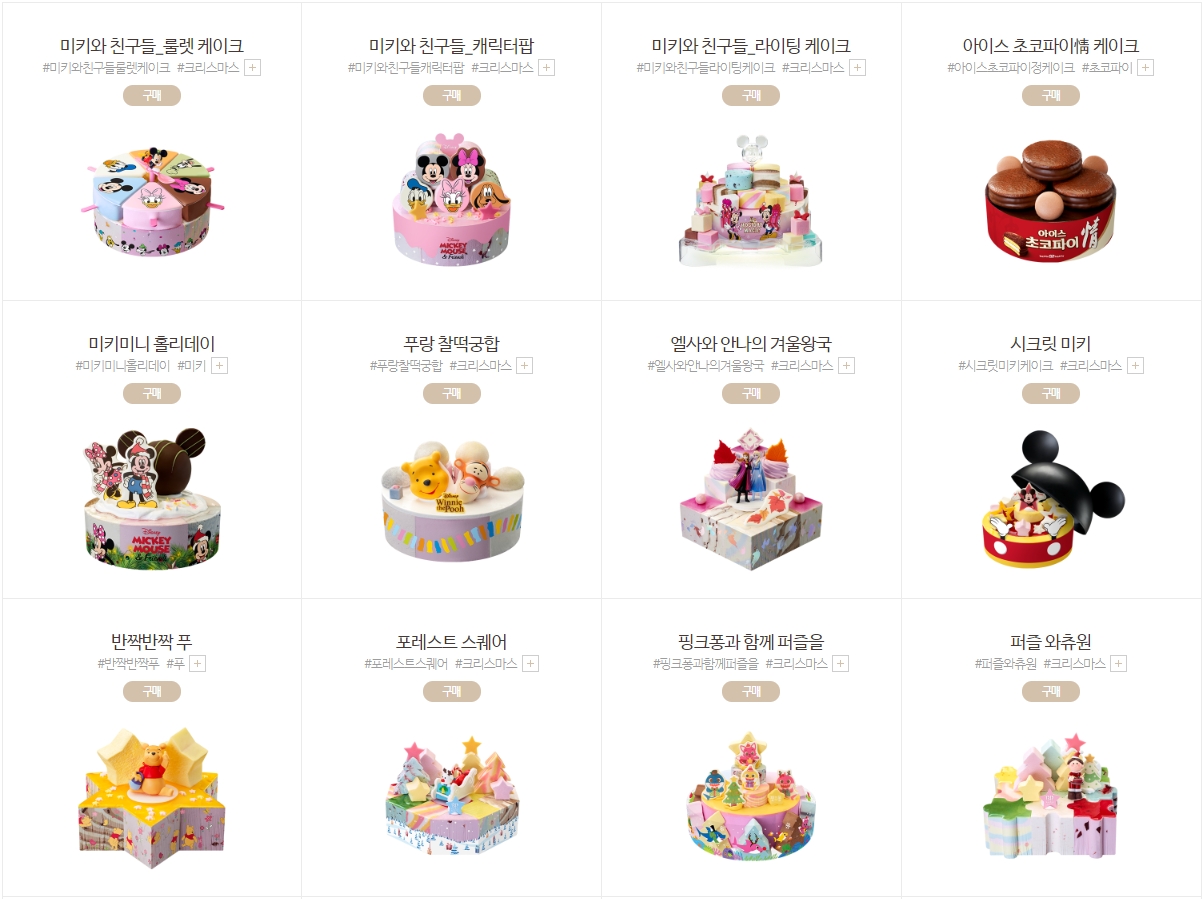 미키와 친구들_룰렛 케이크
#미키와친구들룰렛케이크 #크리스마스 +
구매
미키와 친구들_캐릭터팝
#미키와친구들캐릭터팝 #크리스마스 +
구매
미키와 친구들_라이팅 케이크
#미키와친구들라이팅케이크 #크리스마스 +
구매
아이스 초코파이情 케이크
#아이스초코파이정케이크 #초코파이 +
구매
Disney
MICKEY
MOUSE
& Friends
아이스
초코파이 情
미키미니 홀리데이
#미키미니홀리데이 #미키 +
구매
푸랑 찰떡궁합
#푸랑찰떡궁합 #크리스마스 +
구매
엘사와 안나의 겨울왕국
#엘사와안나의겨울왕국 #크리스마스 +
구매
시크릿 미키
#시크릿미키케이크 #크리스마스 +
구매
Disney
MICKEY
MOUSE
& Friends
Disney
Winnie
the Pooh
반짝반짝 푸
#반짝반짝푸 #푸 +
구매
포레스트 스퀘어
#포레스트스퀘어 #크리스마스 +
구매
핑크퐁과 함께 퍼즐을
#핑크퐁과함께퍼즐을 #크리스마스 +
구매
퍼즐 와츄원
#퍼즐와츄원 #크리스마스 +
구매